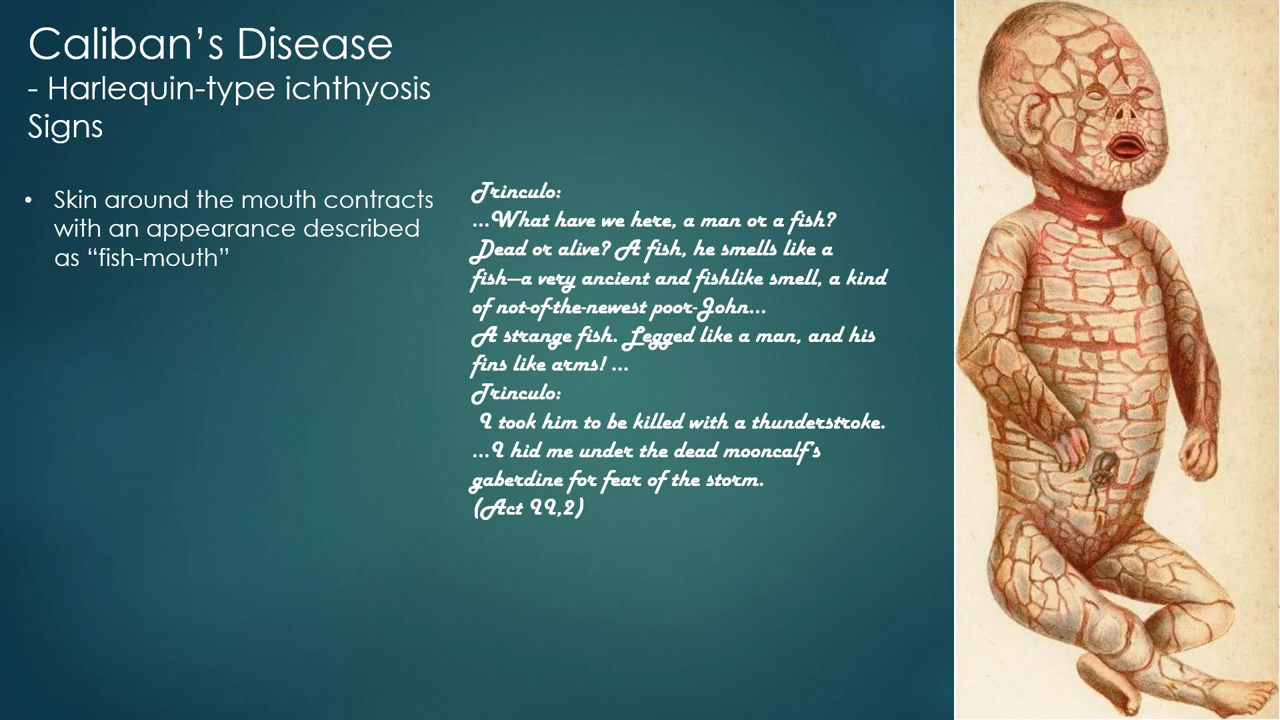 Caliban's Disease
- Harlequin-type ichthyosis
Signs
• Skin around the mouth contracts
with an appearance described
as “fish-mouth”
Trinculo:
...What have we here, a man or a fish?
Dead or alive? A fish, he smells like a
fish—a very ancient and fishlike smell, a kind
of not-of-the-newest poor-John...
A strange fish. Legged like a man, and his
fins like arms! ...
Trinculo:
I took him to be killed with a thunderstroke.
...I hid me under the dead mooncalf's
gaberdine for fear of the storm.
(Act II,2)